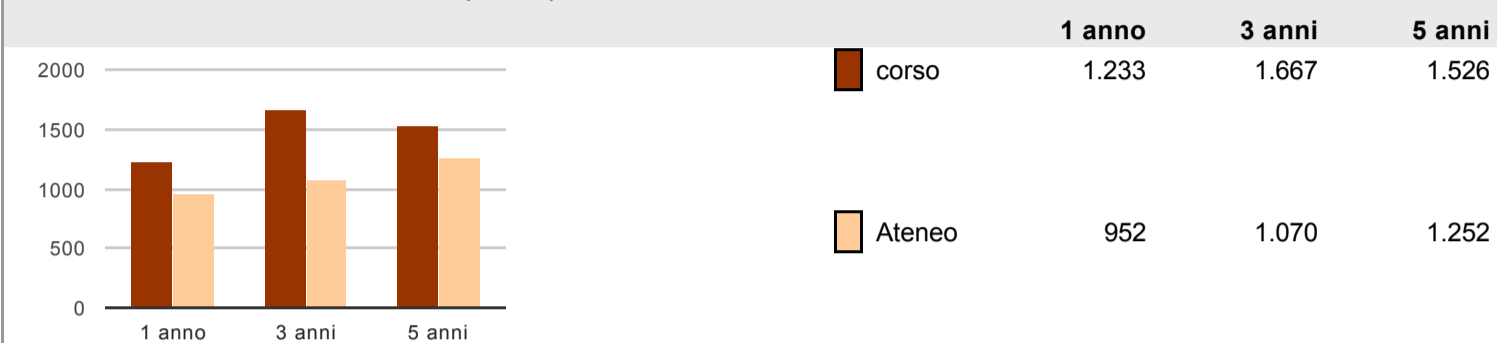 1 anno 3 anni 5 anni
corso 1.233 1.667 1.526
Ateneo 952 1.070 1.252
2000
1500
1000
500
0
1 anno 3 anni 5 anni